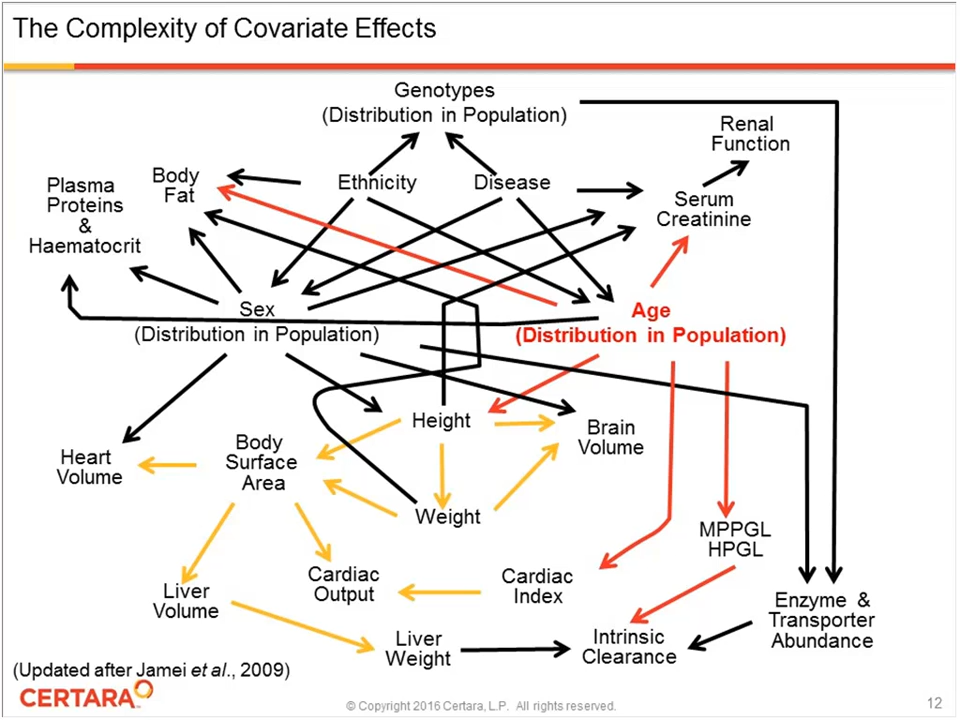 The Complexity of Covariate Effects
Genotypes
(Distribution in Population)
Renal
Function
Body
Fat
Ethnicity
Disease
Plasma
Proteins
&
Haematocrit
Serum
Creatinine
Sex
(Distribution in Population)
Age
(Distribution in Population)
Height
Brain
Volume
Heart
Volume
Body
Surface
Area
Weight
MPPGL
HPGL
Liver
Volume
Cardiac
Output
Cardiac
Index
Enzyme &
Transporter
Abundance
Liver
Weight
Intrinsic
Clearance
(Updated after Jamei et al., 2009)
CERTARA
© Copyright 2016 Certara, L.P. All rights reserved.
12